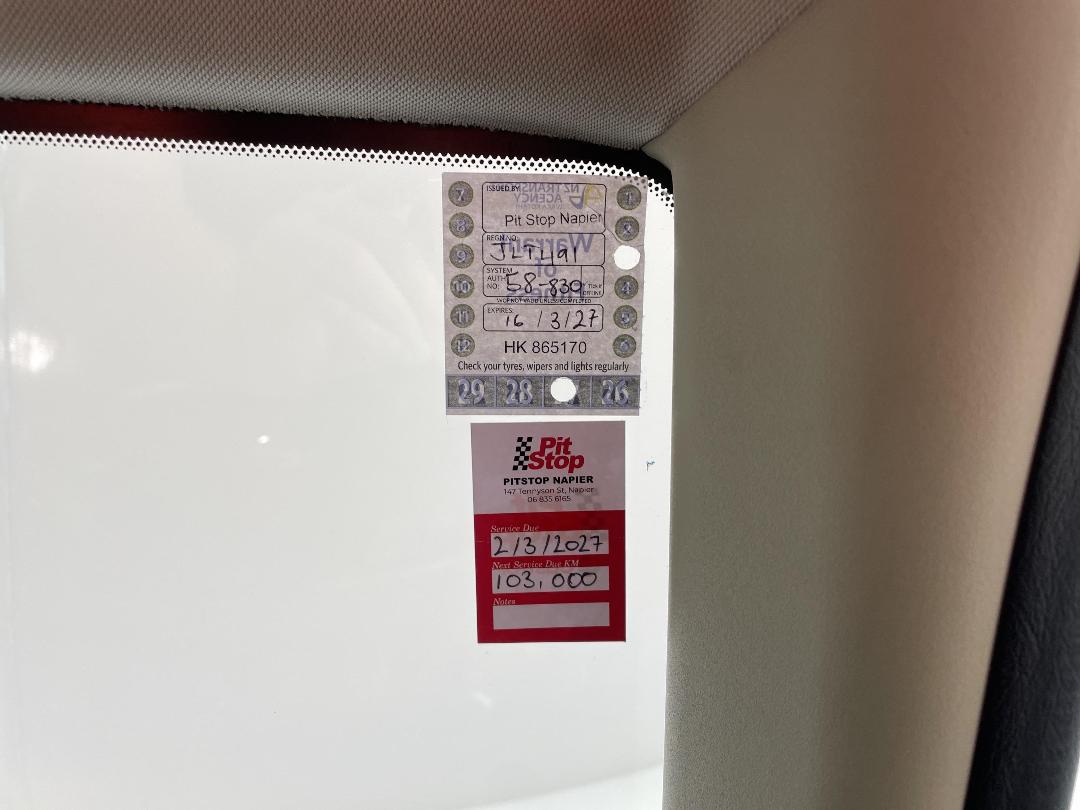 7
8
9
10
11
12
1
2
4
5
6
ISSUED BY
NZ TRANSPORT
AGENCY
Pit Stop Napier
REGN NO.
JLT491
Warrant
of
Fitness
SYSTEM
AUTH
NO:
58-830
WOF NOT VALID UNLESS COMPLETED
EXPIRES:
16/3/27
HK 865170
Check your tyres, wipers and lights regularly
29 28 26
Pit
Stop
PITSTOP NAPIER
147 Tennyson St, Napier
06 835 6165
Service Due
2/3/2027
Next Service Due KM
103,000
Notes